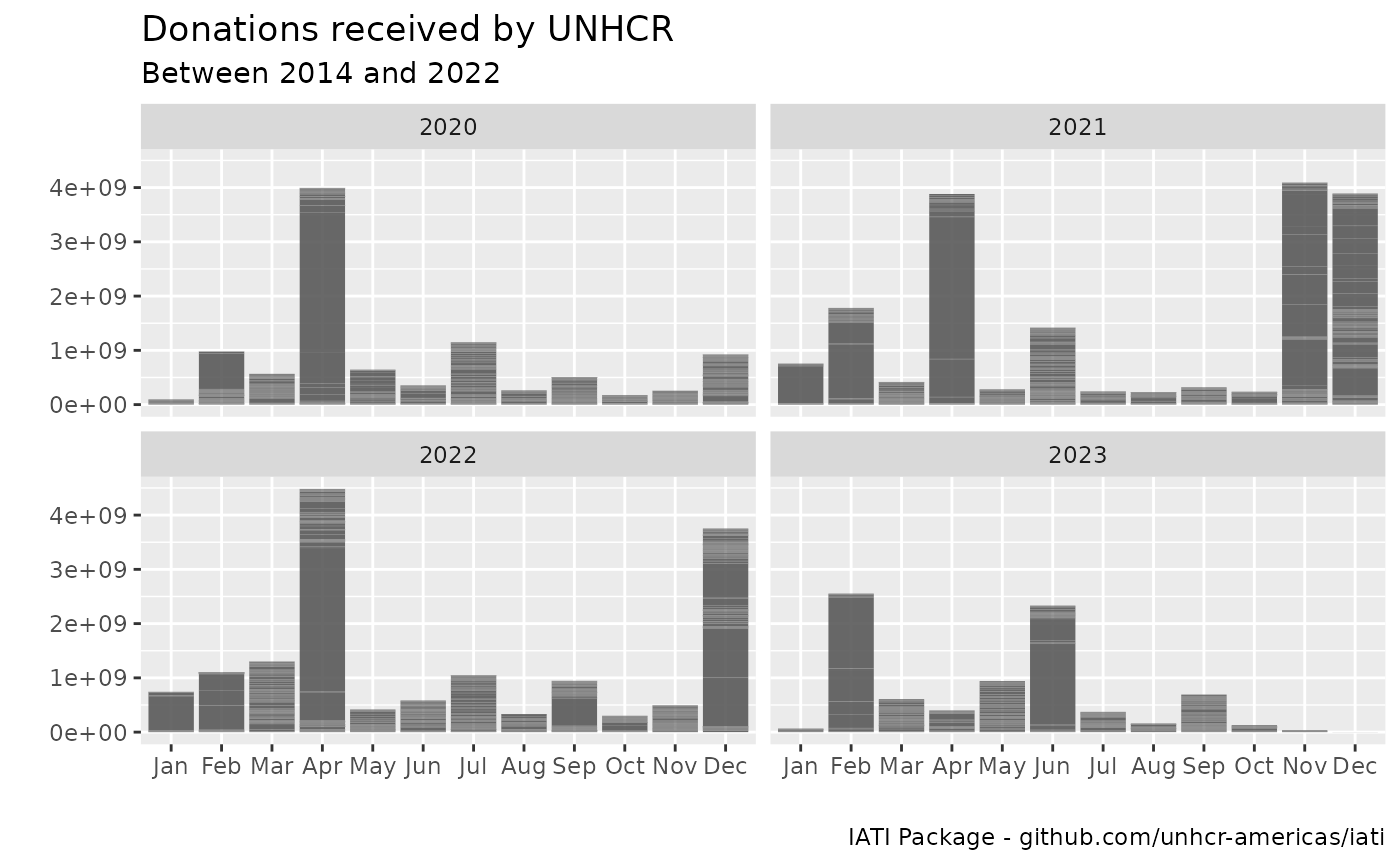 Donations received by UNHCR
Between 2014 and 2022
2020 2021
4e+09
3e+09
2e+09
1e+09
0e+00
2022 2023
4e+09
3e+09
2e+09
1e+09
0e+00
Jan Feb Mar Apr May Jun Jul Aug Sep Oct Nov Dec Jan Feb Mar Apr May Jun Jul Aug Sep Oct Nov Dec
IATI Package - github.com/unhcr-americas/iati